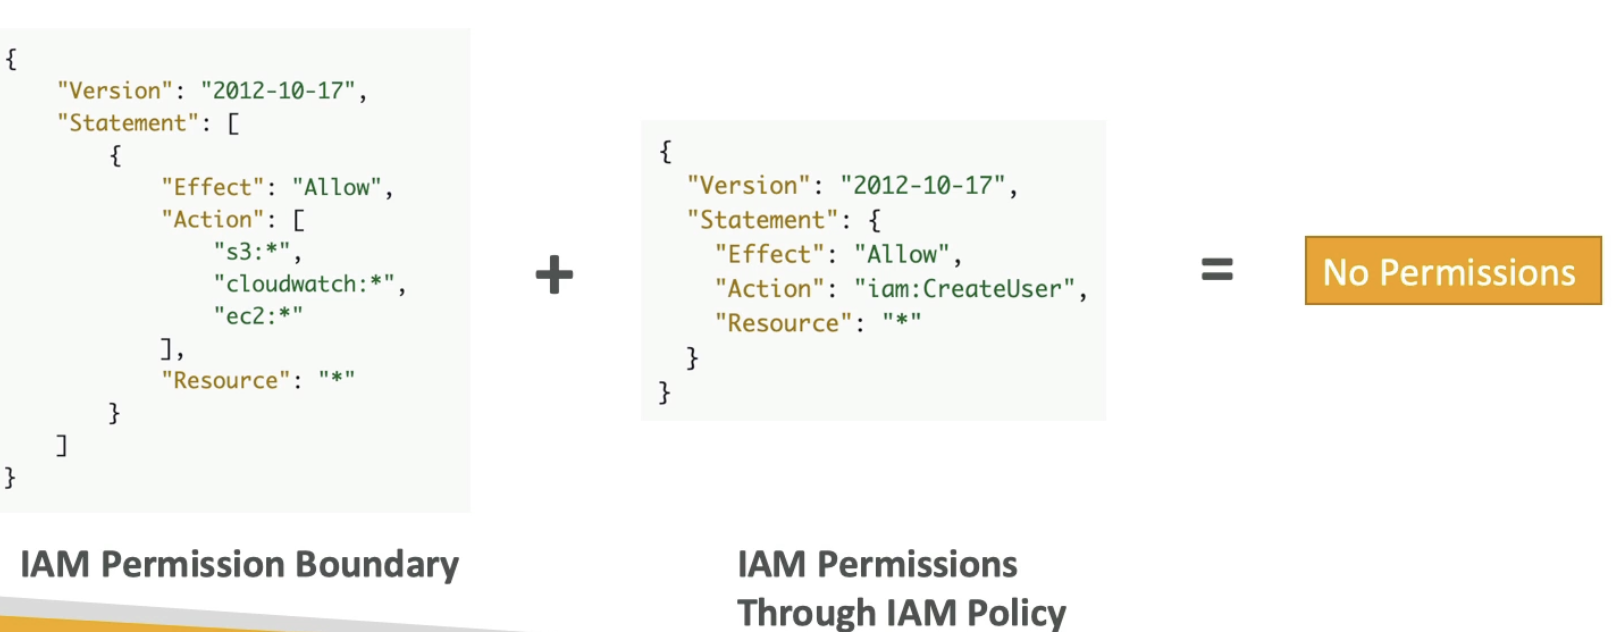 {
    "Version": "2012-10-17",
    "Statement": [
        {
            "Effect": "Allow",
            "Action": [
                "s3:*",
                "cloudwatch:*",
                "ec2:*"
            ],
            "Resource": "*"
        }
    ]
}
IAM Permission Boundary
+
{
  "Version": "2012-10-17",
  "Statement": {
    "Effect": "Allow",
    "Action": "iam:CreateUser",
    "Resource": "*"
  }
}
IAM Permissions
Through IAM Policy
=
No Permissions